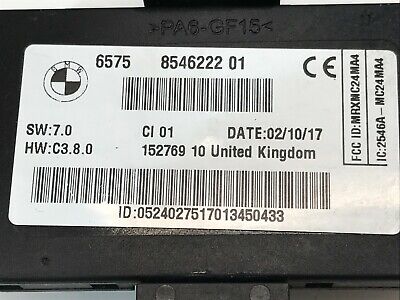 >PA6-GF15<
BMW
6575 8546222 01
SW:7.0 CI 01 DATE:02/10/17
HW:C3.8.0 152769 10 United Kingdom
ID:0524027517013450433
FCC ID:MRXMC24MA4
IC:2546A-MC24MA4